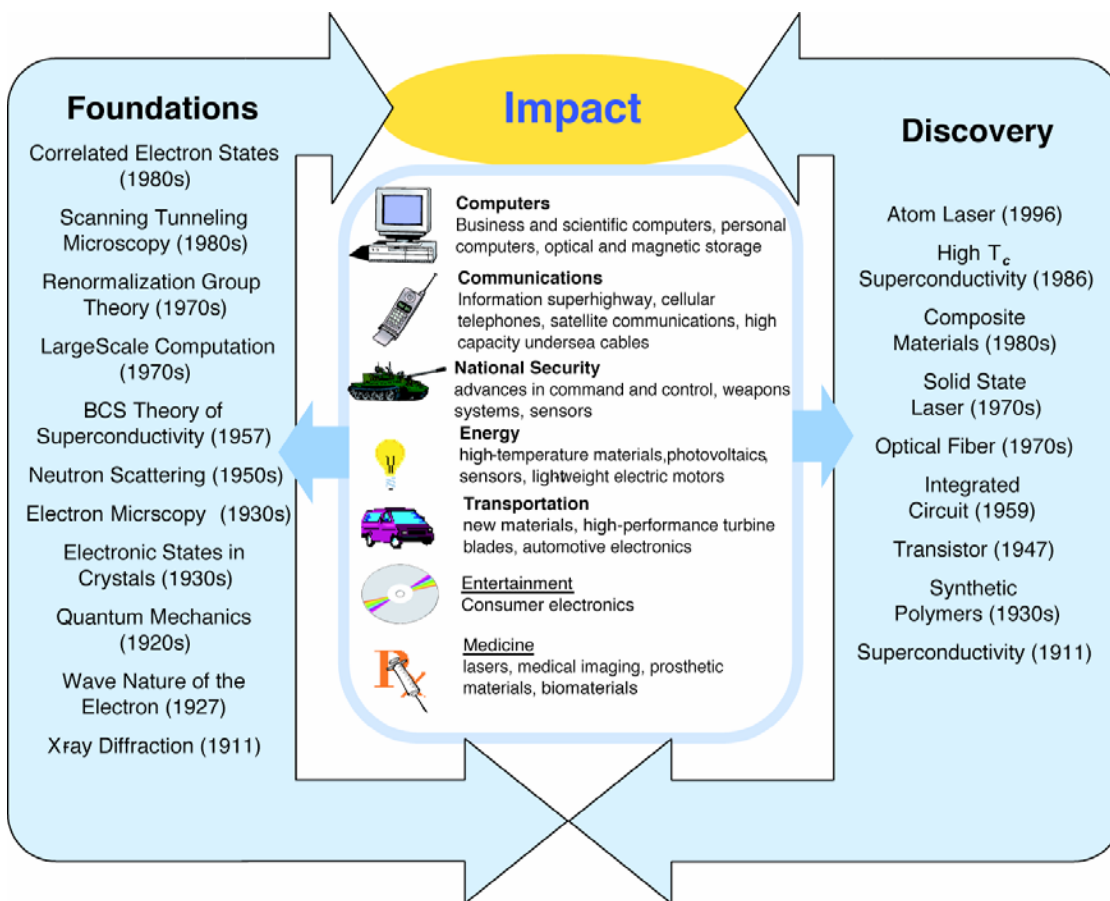 Foundations
Correlated Electron States
(1980s)
Scanning Tunneling
Microscopy (1980s)
Renormalization Group
Theory (1970s)
LargeScale Computation
(1970s)
BCS Theory of
Superconductivity (1957)
Neutron Scattering (1950s)
Electron Micrscopy (1930s)
Electronic States in
Crystals (1930s)
Quantum Mechanics
(1920s)
Wave Nature of the
Electron (1927)
X-ray Diffraction (1911)
Impact
Computers
Business and scientific computers, personal
computers, optical and magnetic storage
Communications
Information superhighway, cellular
telephones, satellite communications, high
capacity undersea cables
National Security
advances in command and control, weapons
systems, sensors
Energy
high-temperature materials,photovoltaics,
sensors, light-weight electric motors
Transportation
new materials, high-performance turbine
blades, automotive electronics
Entertainment
Consumer electronics
Medicine
Rx
lasers, medical imaging, prosthetic
materials, biomaterials
Discovery
Atom Laser (1996)
High Tc
Superconductivity (1986)
Composite
Materials (1980s)
Solid State
Laser (1970s)
Optical Fiber (1970s)
Integrated
Circuit (1959)
Transistor (1947)
Synthetic
Polymers (1930s)
Superconductivity (1911)